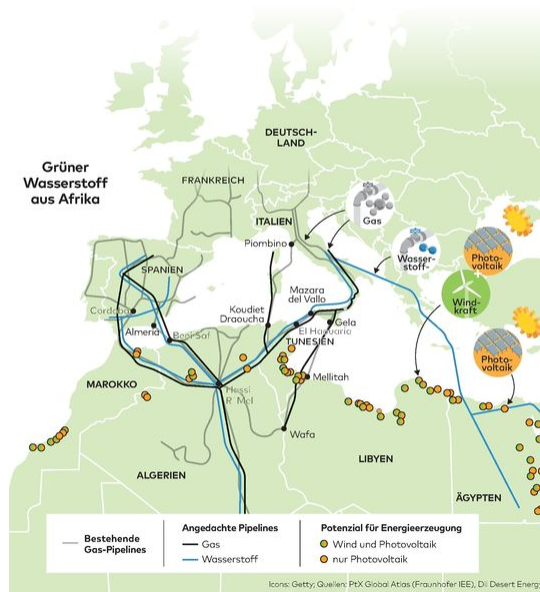 Grüner
Wasserstoff
aus Afrika
DEUTSCH-
LAND
FRANKREICH
ITALIEN
Gas
Piombino
Wasser-
stoff-
Photo-
voltaik
SPANIEN
Wind-
kraft
Mazara
del Vallo
Cordoba
Koudiet
Draoucha
Gela
Almeria
Beni Saf
El Haouaria
TUNESIEN
Photo-
voltaik
MAROKKO
Mellitah
Hassi
R´Mel
Wafa
LIBYEN
ALGERIEN
ÄGYPTEN
Bestehende
Gas-Pipelines
Angedachte Pipelines
Gas
Wasserstoff
Potenzial für Energieerzeugung
Wind und Photovoltaik
nur Photovoltaik
Icons: Getty; Quellen: PtX Global Atlas (Fraunhofer IEE), Dii Desert Energy